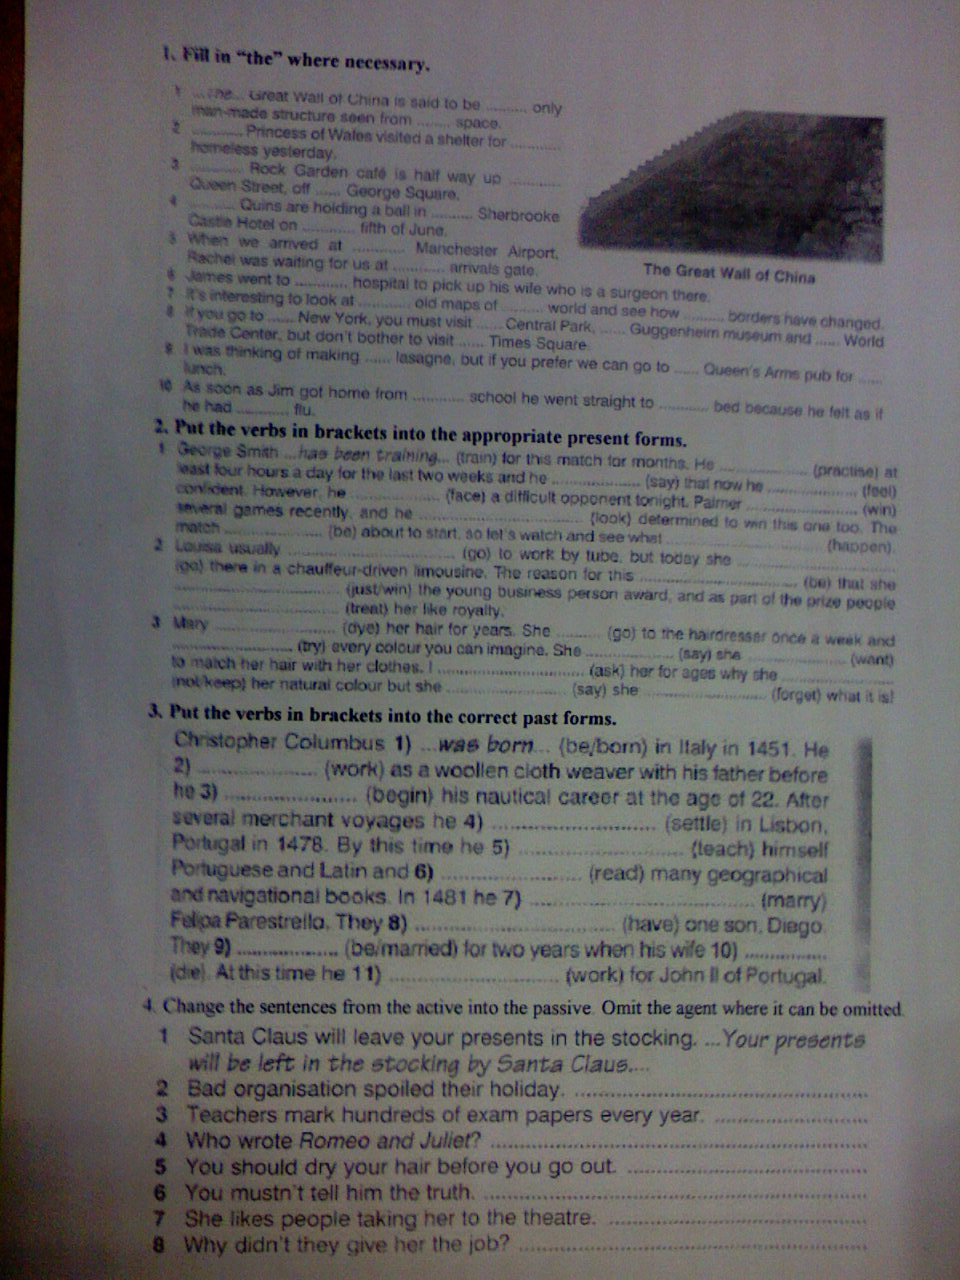 1. Fill in "the" where necessary.
1 ...The... Great Wall of China is said to be .......... only
man-made structure seen from ........ space.
2 ............ Princess of Wales visited a shelter for ............
homeless yesterday.
3 ............ Rock Garden café is half way up ............
Queen Street, off ...... George Square.
4 ............ Quins are holding a ball in .......... Sherbrooke
Castle Hotel on ............ fifth of June.
5 When we arrived at ............ Manchester Airport,
Rachel was waiting for us at ............ arrivals gate.
The Great Wall of China
6 James went to ............ hospital to pick up his wife who is a surgeon there.
7 It's interesting to look at ............ old maps of .......... world and see how .......... borders have changed.
8 If you go to ...... New York, you must visit ...... Central Park, ...... Guggenheim museum and ...... World
Trade Center, but don't bother to visit ...... Times Square.
9 I was thinking of making ...... lasagne, but if you prefer we can go to ...... Queen's Arms pub for ......
lunch.
10 As soon as Jim got home from ............ school he went straight to ............ bed because he felt as if
he had ............ flu.
2. Put the verbs in brackets into the appropriate present forms.
1 George Smith ...has been training... (train) for this match for months. He .................... (practise) at
least four hours a day for the last two weeks and he .................... (say) that now he .................... (feel)
confident. However, he .................... (face) a difficult opponent tonight. Palmer .................... (win)
several games recently, and he ........................................ (look) determined to win this one too. The
match .................... (be) about to start, so let's watch and see what ........................................ (happen).
2 Louisa usually ........................................ (go) to work by tube, but today she ........................................
(go) there in a chauffeur-driven limousine. The reason for this ........................................ (be) that she
........................................ (just/win) the young business person award, and as part of the prize people
........................................ (treat) her like royalty.
3 Mary .............................. (dye) her hair for years. She .......... (go) to the hairdresser once a week and
.............................. (try) every colour you can imagine. She .................... (say) she .................... (want)
to match her hair with her clothes. I .................................... (ask) her for ages why she ..............................
(not/keep) her natural colour but she .............................. (say) she .............................. (forget) what it is!
3. Put the verbs in brackets into the correct past forms.
Christopher Columbus 1) ...was born... (be/born) in Italy in 1451. He
2) .................... (work) as a woollen cloth weaver with his father before
he 3) ...................... (begin) his nautical career at the age of 22. After
several merchant voyages he 4) .......................... (settle) in Lisbon,
Portugal in 1478. By this time he 5) .......................... (teach) himself
Portuguese and Latin and 6) ...................... (read) many geographical
and navigational books. In 1481 he 7) .................................... (marry)
Felipa Parestrello. They 8) .................................. (have) one son, Diego.
They 9) ................. (be/married) for two years when his wife 10) ..............
(die). At this time he 11) ............................ (work) for John II of Portugal.
4. Change the sentences from the active into the passive. Omit the agent where it can be omitted.
1 Santa Claus will leave your presents in the stocking. ...Your presents
will be left in the stocking by Santa Claus....
2 Bad organisation spoiled their holiday. ..................................................
3 Teachers mark hundreds of exam papers every year. ..........................
4 Who wrote Romeo and Juliet? ..............................................................
5 You should dry your hair before you go out. ........................................
6 You mustn't tell him the truth. ..............................................................
7 She likes people taking her to the theatre. ..........................................
8 Why didn't they give her the job? ........................................................